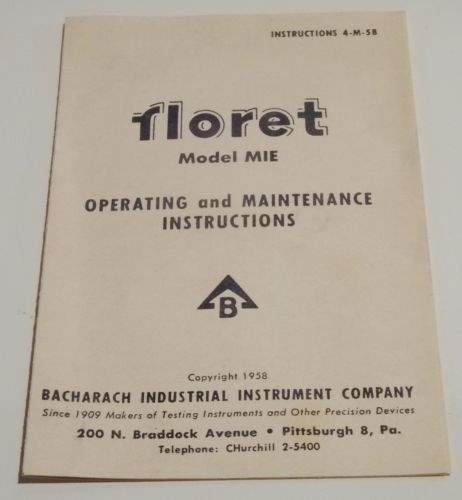 INSTRUCTIONS 4-M-58
floret
Model MIE
OPERATING and MAINTENANCE
INSTRUCTIONS
B
Copyright 1958
BACHARACH INDUSTRIAL INSTRUMENT COMPANY
Since 1909 Makers of Testing Instruments and Other Precision Devices
200 N. Braddock Avenue • Pittsburgh 8, Pa.
Telephone: CHurchill 2-5400